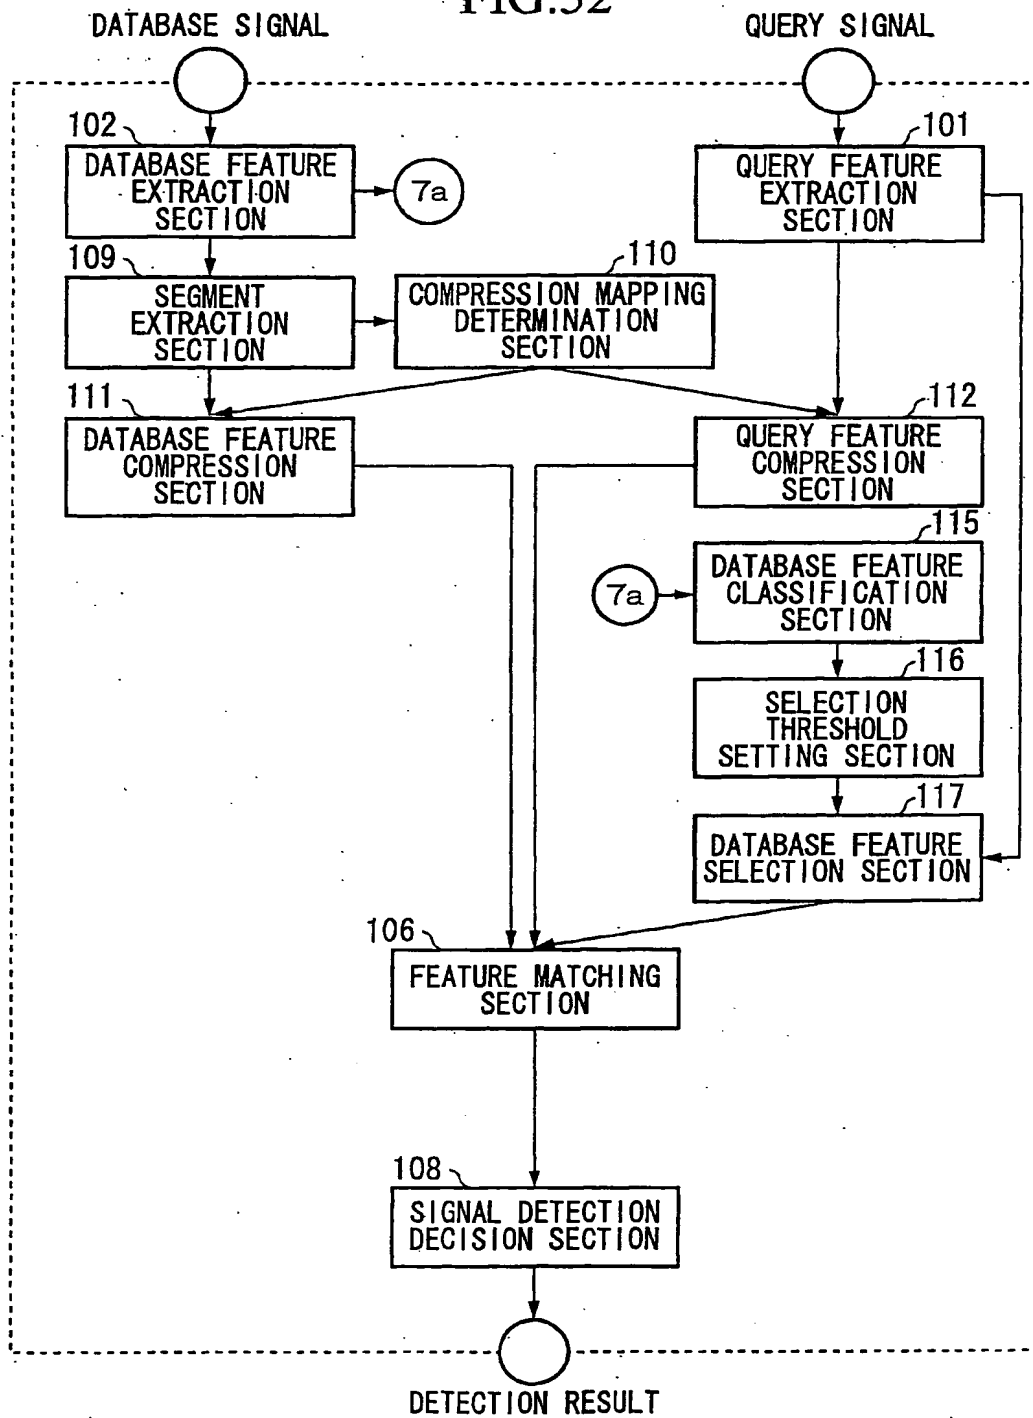 FIG.32
DATABASE SIGNAL
QUERY SIGNAL
102
DATABASE FEATURE
EXTRACTION
SECTION
7a
101
QUERY FEATURE
EXTRACTION
SECTION
109
SEGMENT
EXTRACTION
SECTION
110
COMPRESSION MAPPING
DETERMINATION
SECTION
111
DATABASE FEATURE
COMPRESSION
SECTION
112
QUERY FEATURE
COMPRESSION
SECTION
7a
115
DATABASE FEATURE
CLASSIFICATION
SECTION
116
SELECTION
THRESHOLD
SETTING SECTION
117
DATABASE FEATURE
SELECTION SECTION
106
FEATURE MATCHING
SECTION
108
SIGNAL DETECTION
DECISION SECTION
DETECTION RESULT